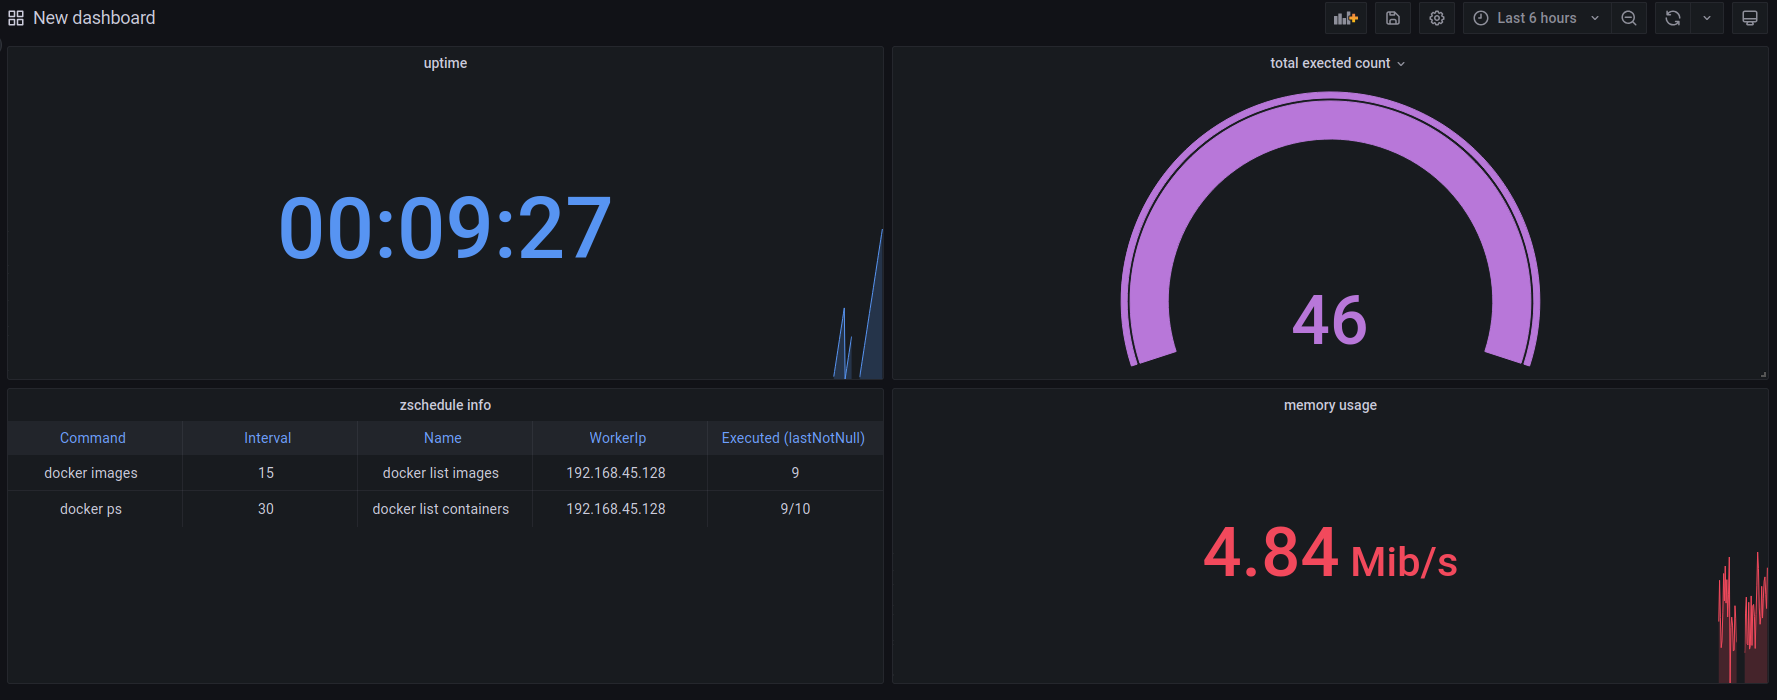 New dashboard
Last 6 hours
uptime
00:09:27
total exected count
46
zschedule info
Command Interval Name WorkerIp Executed (lastNotNull)
docker images 15 docker list images 192.168.45.128 9
docker ps 30 docker list containers 192.168.45.128 9/10
memory usage
4.84 Mib/s